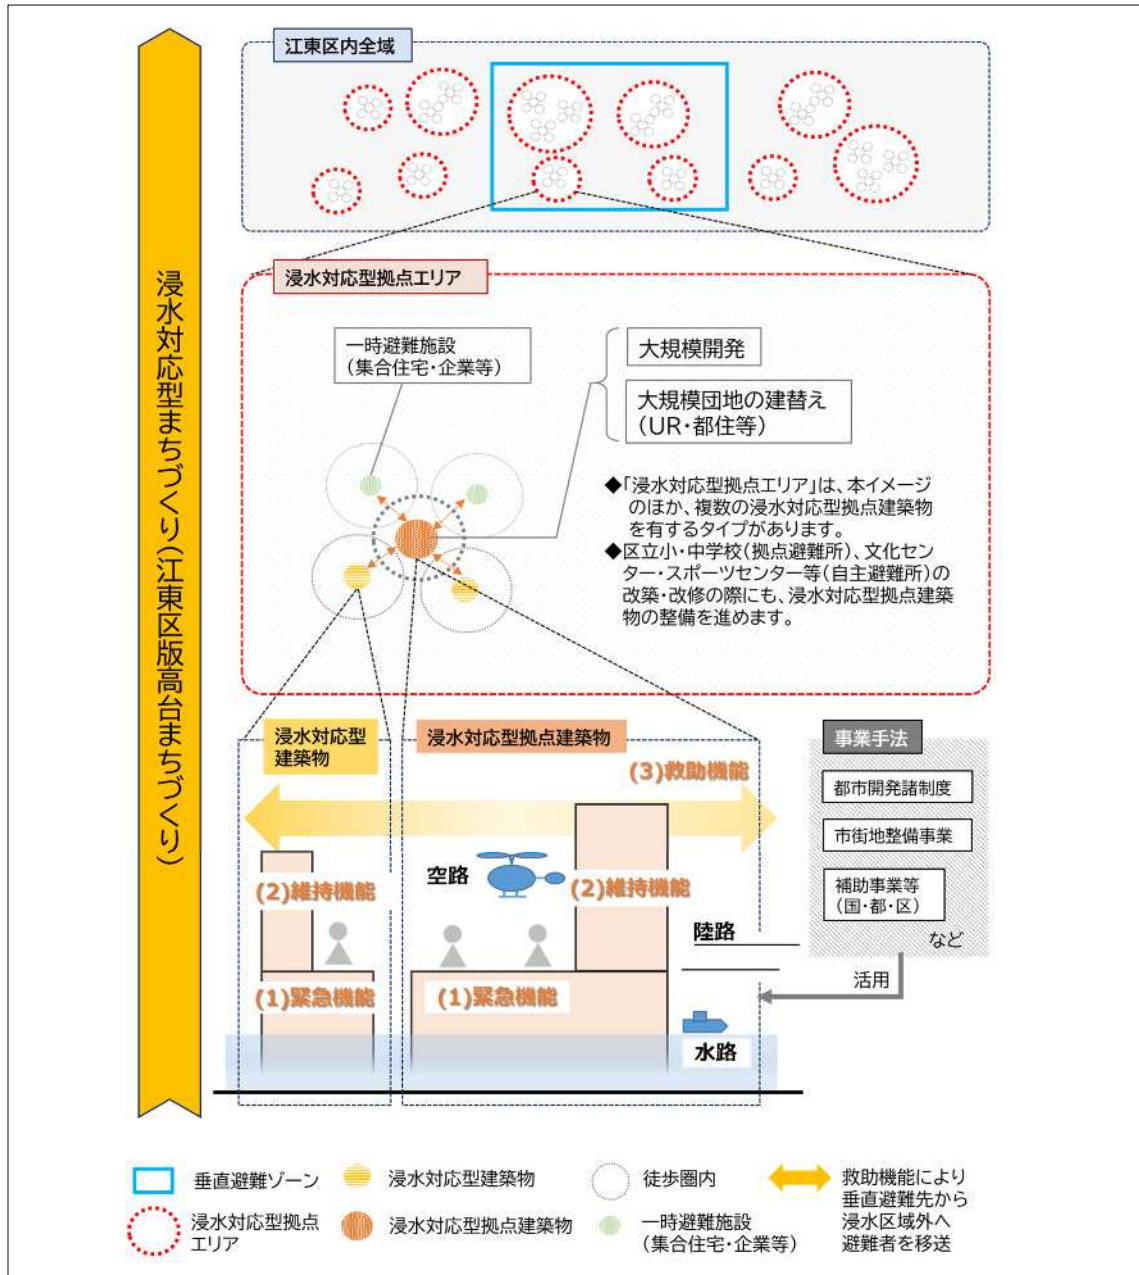 江東区内全域
浸水対応型まちづくり(江東区版高台まちづくり)
浸水対応型拠点エリア
一時避難施設
(集合住宅・企業等)
大規模開発
大規模団地の建替え
(UR・都住等)
◆「浸水対応型拠点エリア」は、本イメージ
のほか、複数の浸水対応型拠点建築物
を有するタイプがあります。
◆区立小・中学校(拠点避難所)、文化セン
ター・スポーツセンター等(自主避難所)の
改築・改修の際にも、浸水対応型拠点建築
物の整備を進めます。
浸水対応型
建築物
浸水対応型拠点建築物
(3)救助機能
空路
(2)維持機能
(2)維持機能
陸路
(1)緊急機能
(1)緊急機能
水路
事業手法
都市開発諸制度
市街地整備事業
補助事業等
(国・都・区)
など
活用
垂直避難ゾーン
浸水対応型拠点
エリア
浸水対応型建築物
浸水対応型拠点建築物
徒歩圏内
一時避難施設
(集合住宅・企業等)
救助機能により
垂直避難先から
浸水区域外へ
避難者を移送